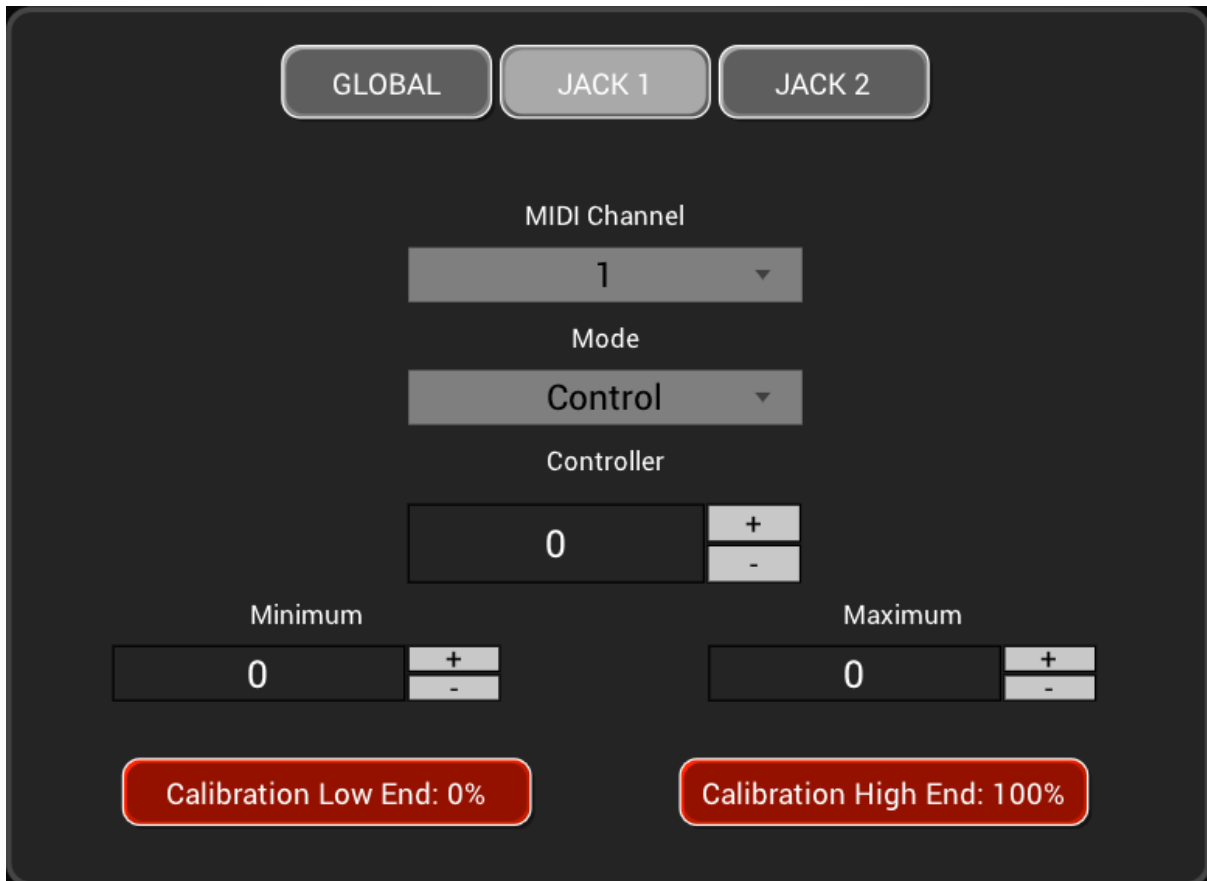 GLOBAL JACK 1 JACK 2
MIDI Channel
1
Mode
Control
Controller
0
+
-
Minimum Maximum
0 + 0 +
- -
Calibration Low End: 0% Calibration High End: 100%